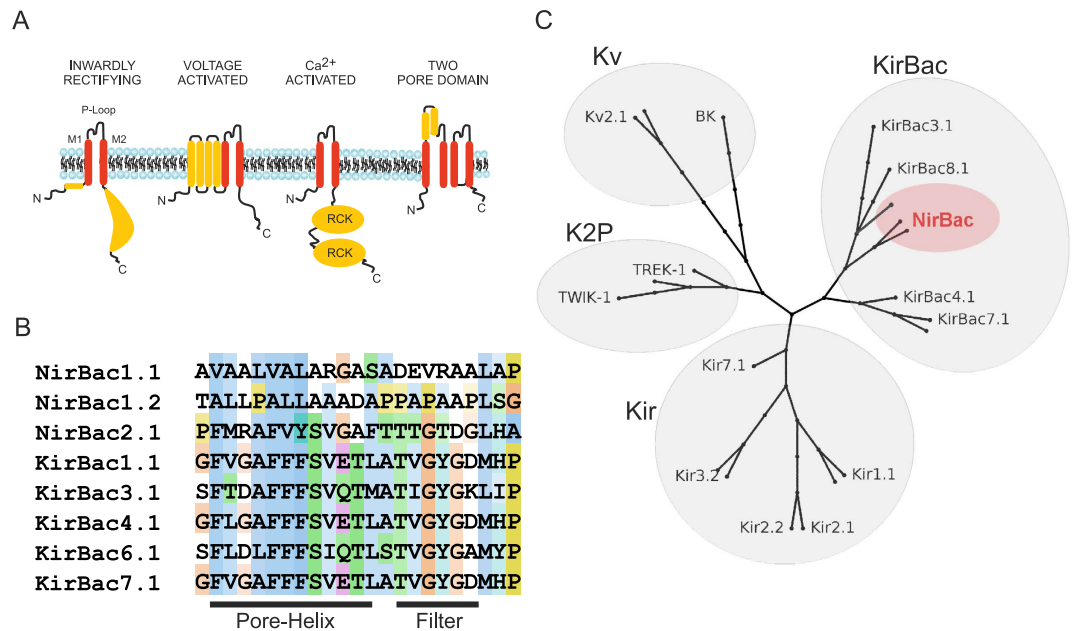 A
INWARDLY
RECTIFYING
VOLTAGE
ACTIVATED
Ca2+
ACTIVATED
TWO
PORE DOMAIN
P-Loop
M1
M2
N
C
N
C
N
RCK
RCK
C
N
C
B
NirBac1.1 AVAALVALARGASADEVRAALAP
NirBac1.2 TALLPALLAAADAPPAPAAPLSG
NirBac2.1 PFMRAFVYSVGAFTTTGTDGLHA
KirBac1.1 GFVGAFFFSVETLATVGYGDMHP
KirBac3.1 SFTDAFFFSVQTMATIGYGKLIP
KirBac4.1 GFLGAFFFSVETLATVGYGDMHP
KirBac6.1 SFLDLFFFSIQTLSTVGYGAMYP
KirBac7.1 GFVGAFFFSVETLATVGYGDMHP
Pore-Helix
Filter
C
Kv
Kv2.1
BK
KirBac
KirBac3.1
KirBac8.1
NirBac
KirBac4.1
KirBac7.1
K2P
TREK-1
TWIK-1
Kir
Kir7.1
Kir3.2
Kir1.1
Kir2.2
Kir2.1